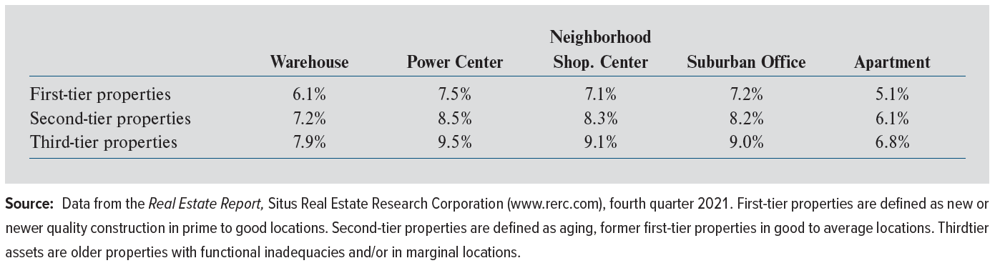 Neighborhood
Warehouse Power Center Shop. Center Suburban Office Apartment
First-tier properties 6.1% 7.5% 7.1% 7.2% 5.1%
Second-tier properties 7.2% 8.5% 8.3% 8.2% 6.1%
Third-tier properties 7.9% 9.5% 9.1% 9.0% 6.8%
Source: Data from the Real Estate Report, Situs Real Estate Research Corporation (www.rerc.com), fourth quarter 2021. First-tier properties are defined as new or
newer quality construction in prime to good locations. Second-tier properties are defined as aging, former first-tier properties in good to average locations. Thirdtier
assets are older properties with functional inadequacies and/or in marginal locations.